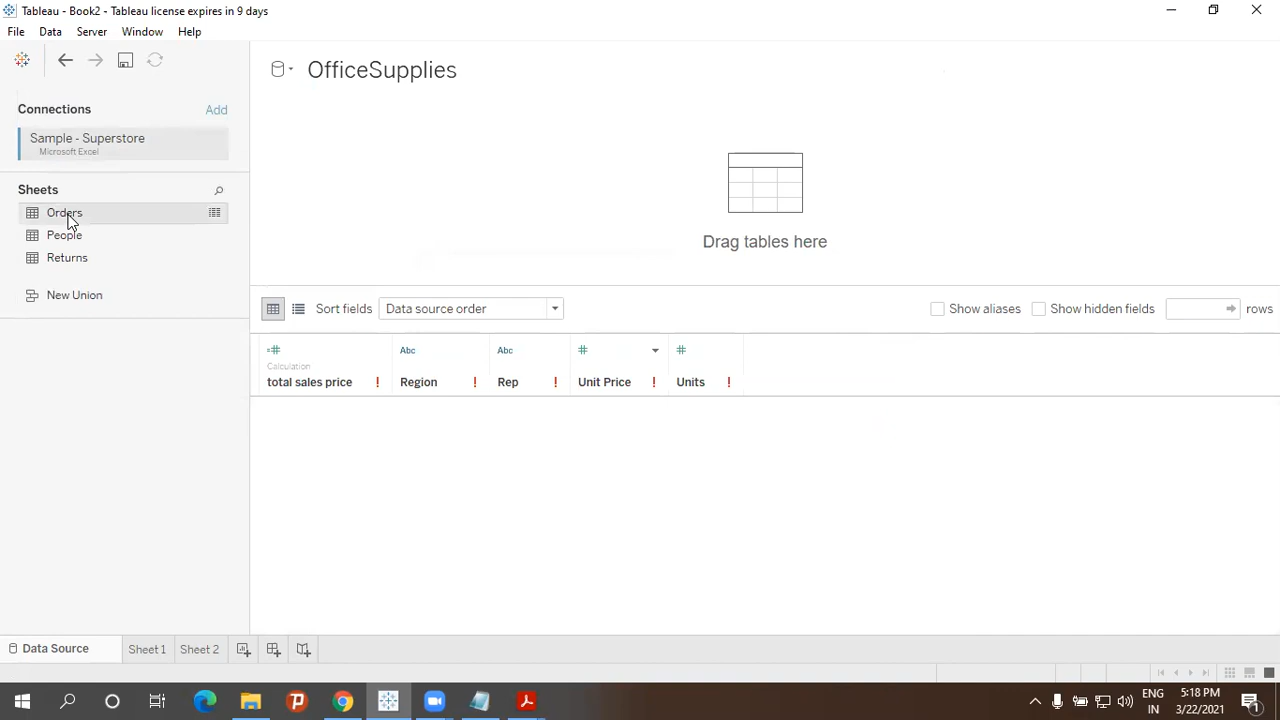 Tableau - Book2 - Tableau license expires in 9 days
File Data Server Window Help
Connections Add
Sample - Superstore
Microsoft Excel
Sheets
Orders
People
Returns
New Union
OfficeSupplies
Drag tables here
Sort fields Data source order Show aliases Show hidden fields rows
=# Abc Abc # #
Calculation
total sales price ! Region ! Rep ! Unit Price ! Units !
Data Source Sheet 1 Sheet 2
ENG 5:18 PM
IN 3/22/2021 1